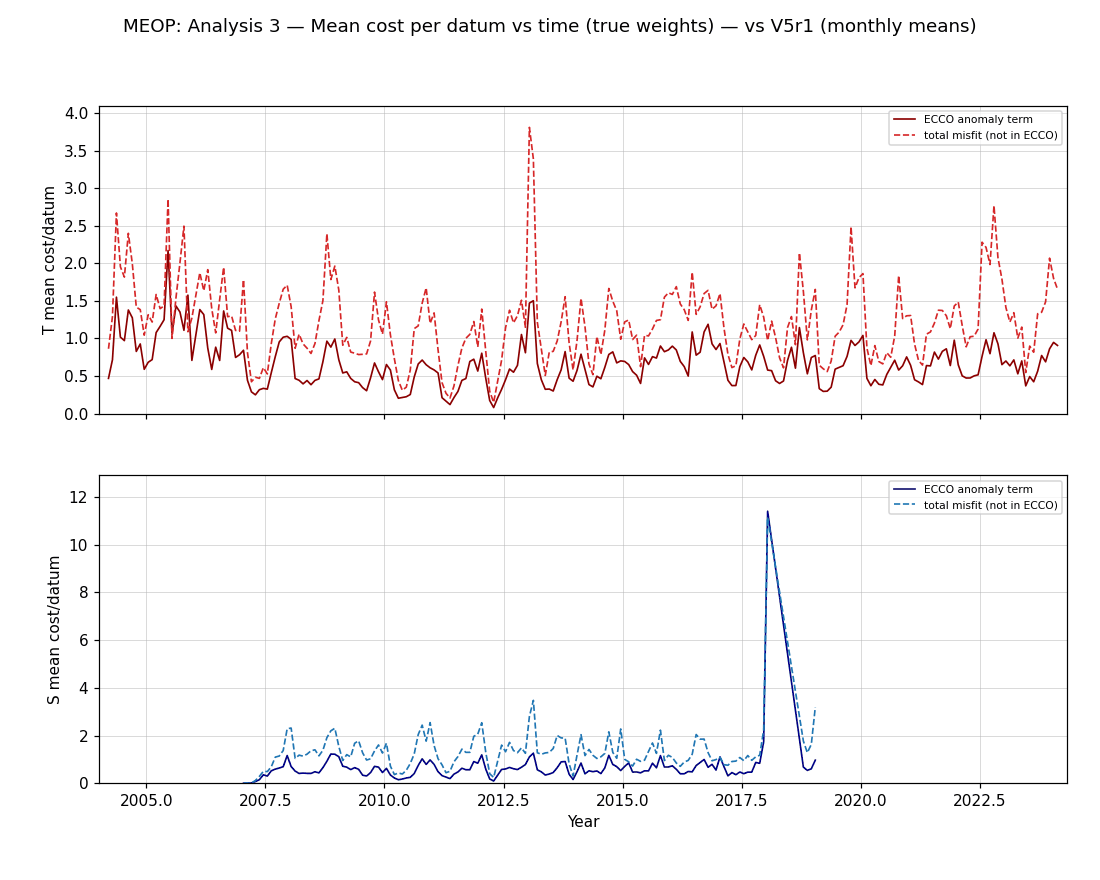 MEOP: Analysis 3 — Mean cost per datum vs time (true weights) — vs V5r1 (monthly means)
4.0
3.5
3.0
2.5
2.0
1.5
1.0
0.5
0.0
T mean cost/datum
ECCO anomaly term
total misfit (not in ECCO)
12
10
8
6
4
2
0
S mean cost/datum
ECCO anomaly term
total misfit (not in ECCO)
2005.0 2007.5 2010.0 2012.5 2015.0 2017.5 2020.0 2022.5
Year